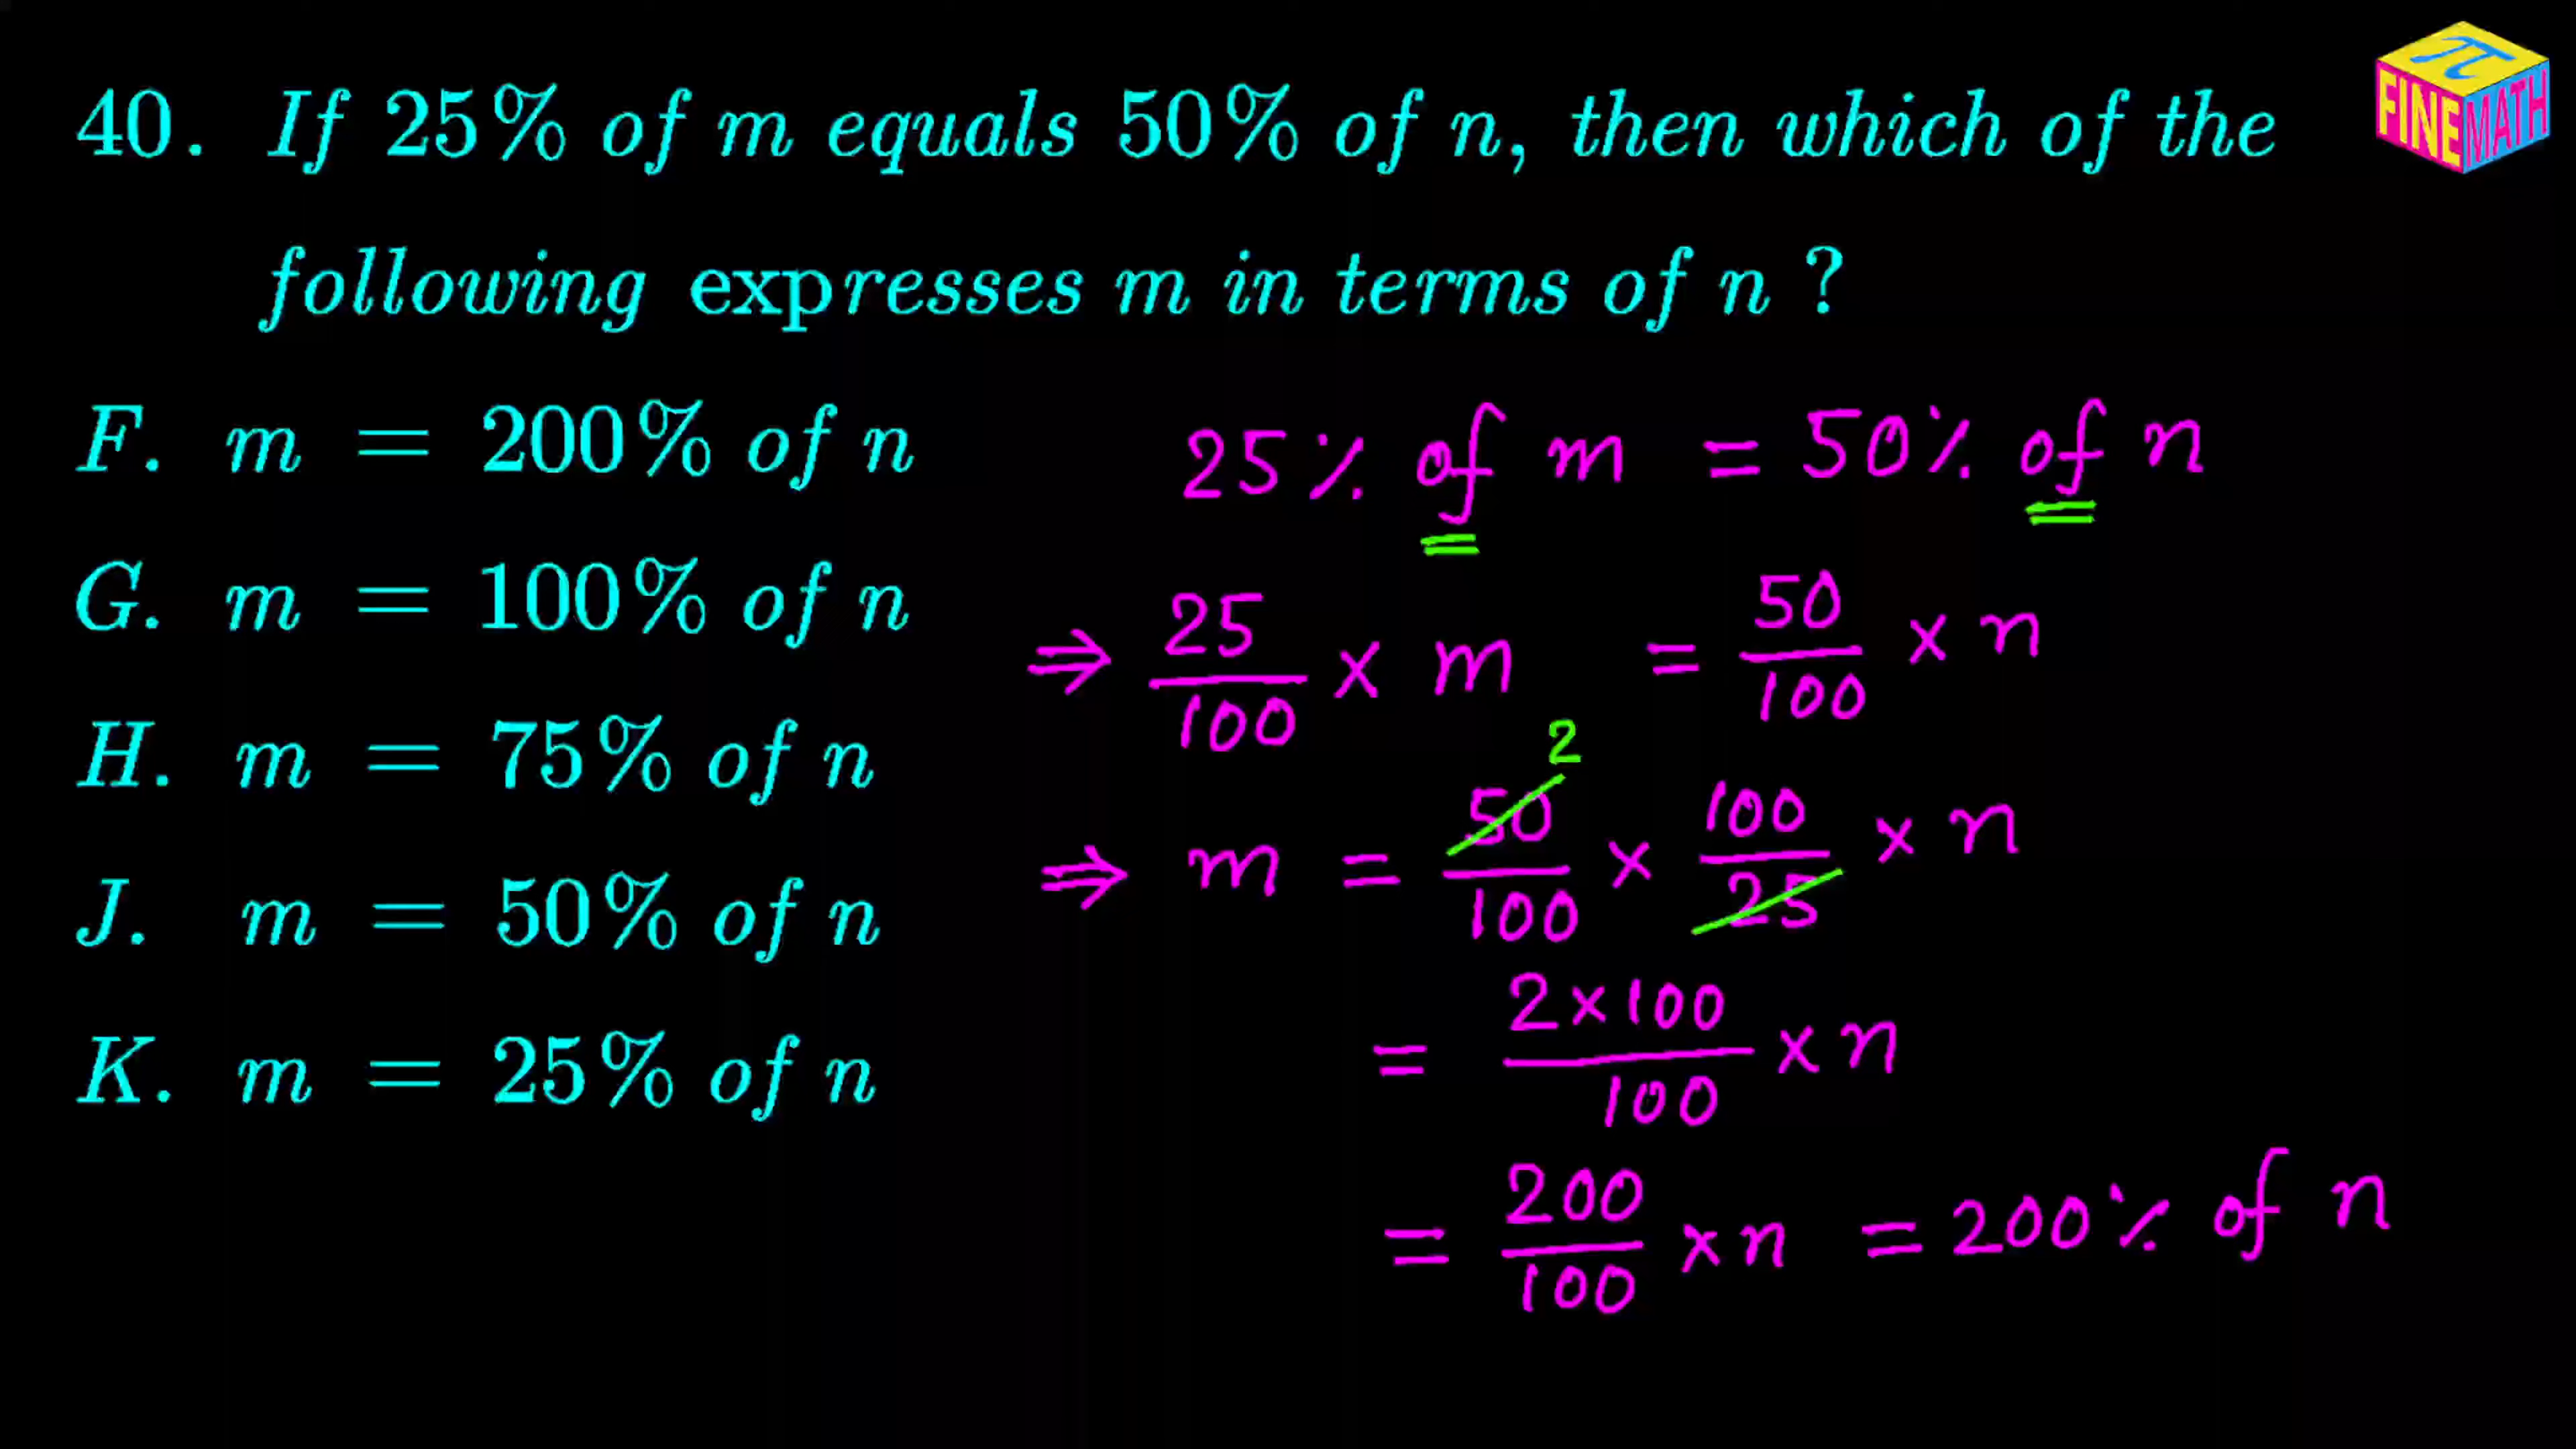 π
FINE MATH
40. If 25% of m equals 50% of n, then which of the
following expresses m in terms of n ?
F. m = 200% of n
G. m = 100% of n
H. m = 75% of n
J. m = 50% of n
K. m = 25% of n
25% of m = 50% of n
⇒ 25/100 × m = 50/100 × n
2
⇒ m = 50/100 × 100/25 × n
= 2×100/100 × n
= 200/100 × n = 200% of n